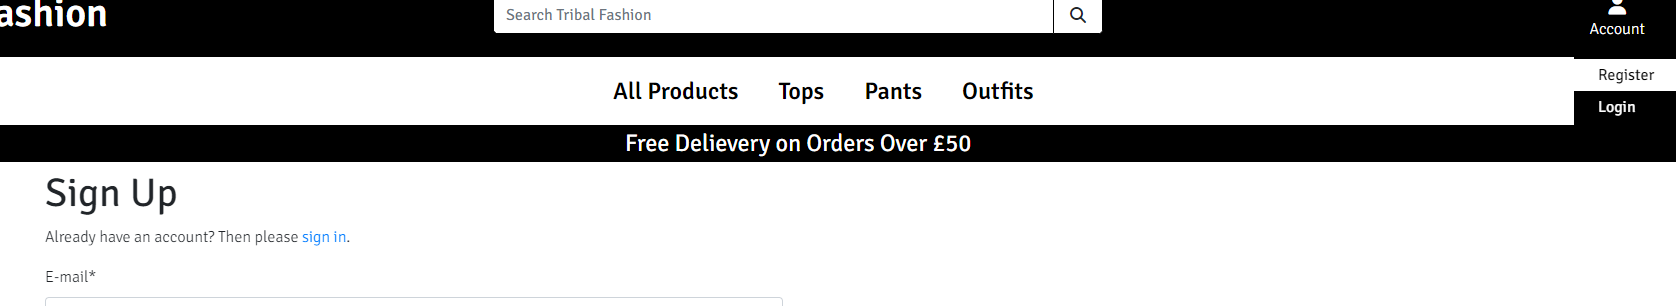 ashion
Search Tribal Fashion
Account
Register
Login
All Products Tops Pants Outfits
Free Delievery on Orders Over £50
Sign Up
Already have an account? Then please sign in.
E-mail*